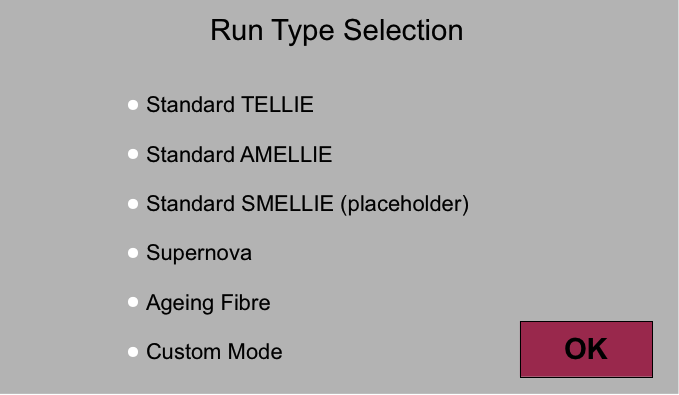 Run Type Selection
Standard TELLIE
Standard AMELLIE
Standard SMELLIE (placeholder)
Supernova
Ageing Fibre
Custom Mode
OK